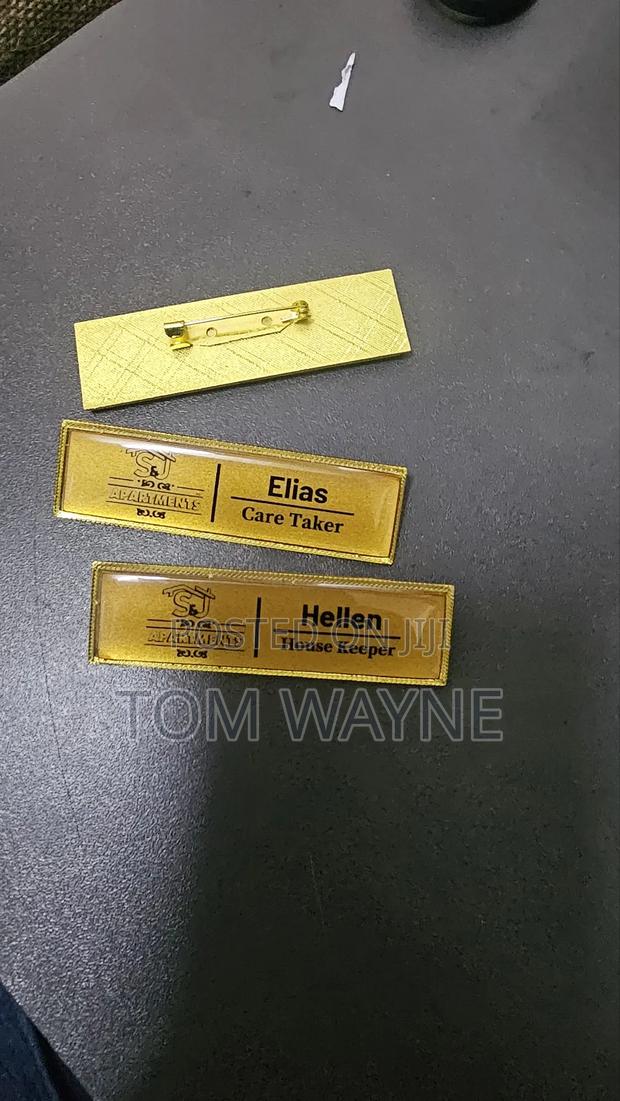 S&J
APARTMENTS
Elias
Care Taker
S&J
APARTMENTS
Hellen
House Keeper
POSTED ON JIJI
TOM WAYNE